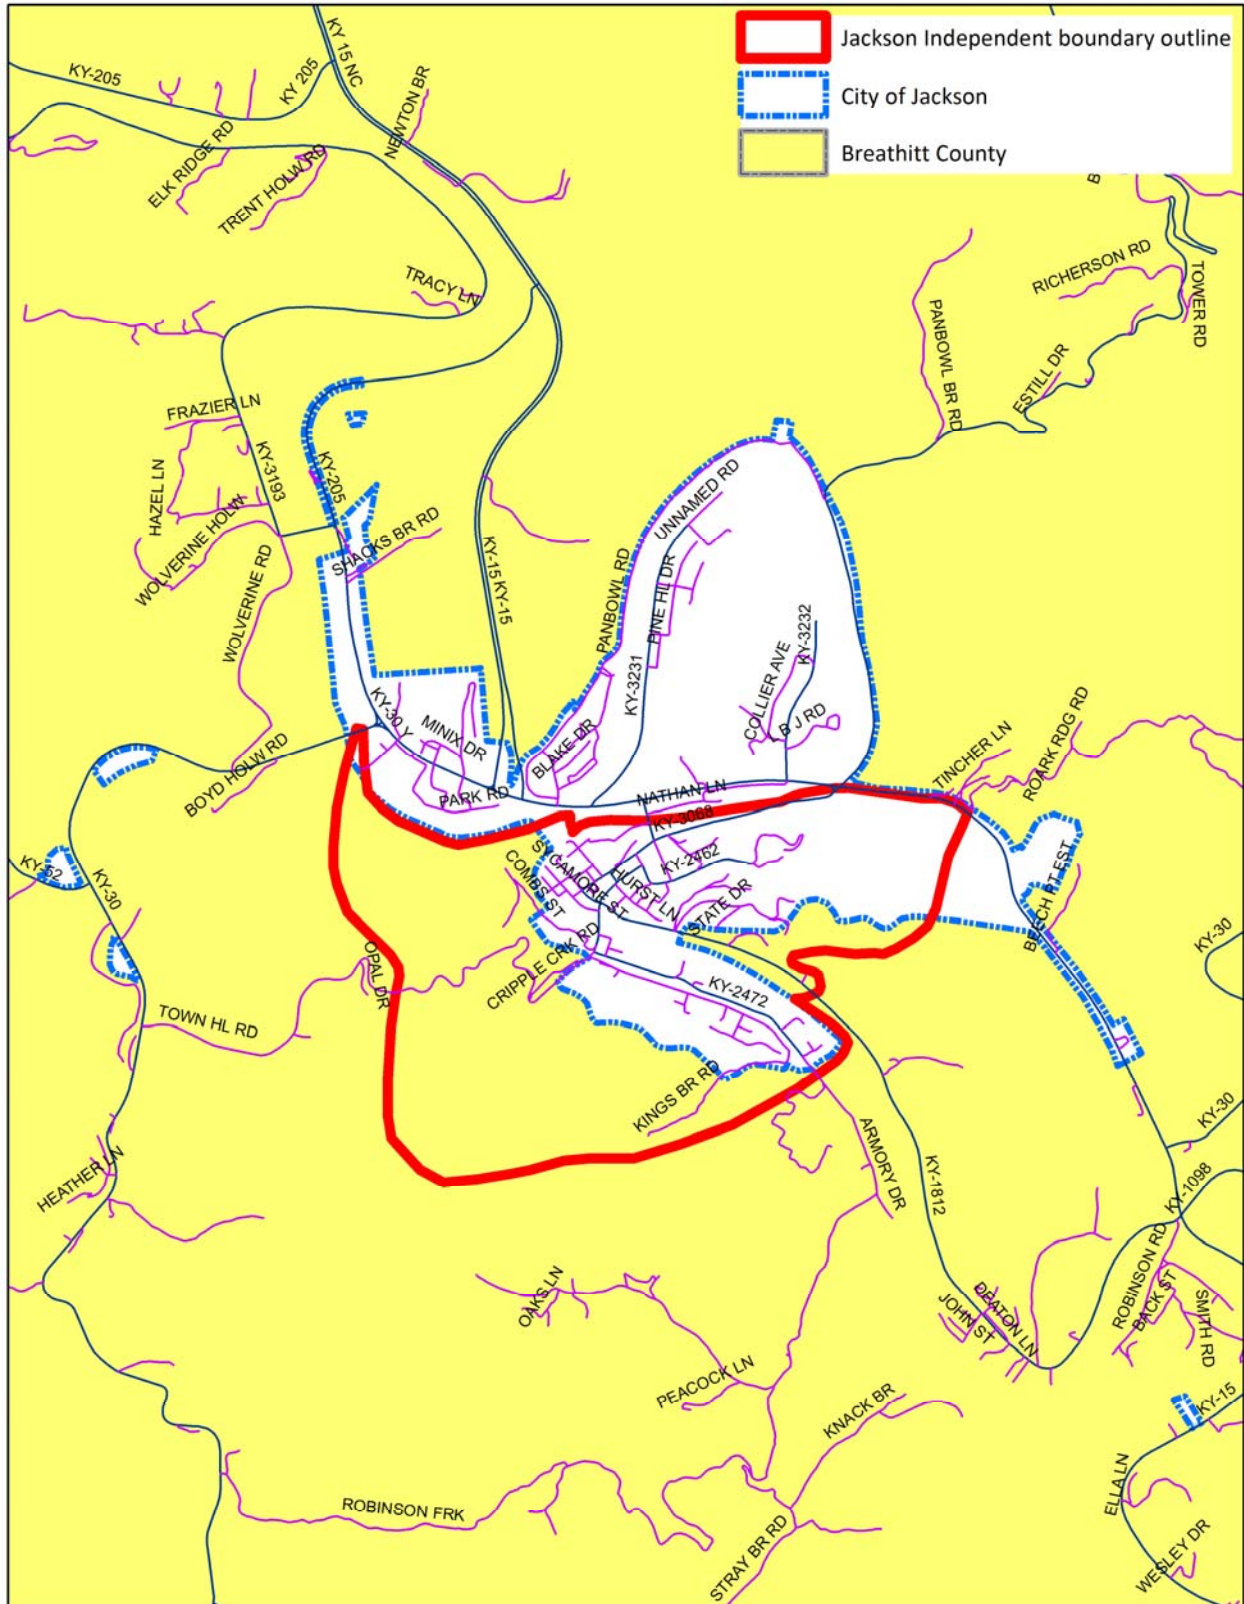 Jackson Independent boundary outline
City of Jackson
Breathitt County
KY-205
KY 205
KY 15 NC
NEWTON BR
ELK RIDGE RD
TRENT HOLW RD
TRACY LN
RICHERSON RD
TOWER RD
PANBOWL BR RD
ESTILL DR
FRAZIER LN
KY-3193
KY-205
HAZEL LN
WOLVERINE HOLW
SHACKS BR RD
WOLVERINE RD
KY-15
KY-15
UNNAMED RD
PANBOWL RD
PINE HL DR
KY-3231
COLLIER AVE
KY-3232
L B J RD
KY-30 Y
MINIX DR
BLAKE DR
PARK RD
NATHAN LN
KY-3068
TINCHER LN
ROARK RDG RD
BOYD HOLW RD
KY-52
KY-30
SYCAMORE ST
COMBS ST
HURST LN
KY-2462
STATE DR
BEECH PT EST
KY-30
CRIPPLE CRK RD
OPAL DR
KY-2472
TOWN HL RD
KINGS BR RD
ARMORY DR
KY-30
KY-1812
KY-1098
HEATHER LN
OAKS LN
JOHN ST
DEATON LN
ROBINSON RD
BACK ST
SMITH RD
PEACOCK LN
KNACK BR
KY-15
ELLA LN
ROBINSON FRK
STRAY BR RD
WESLEY DR